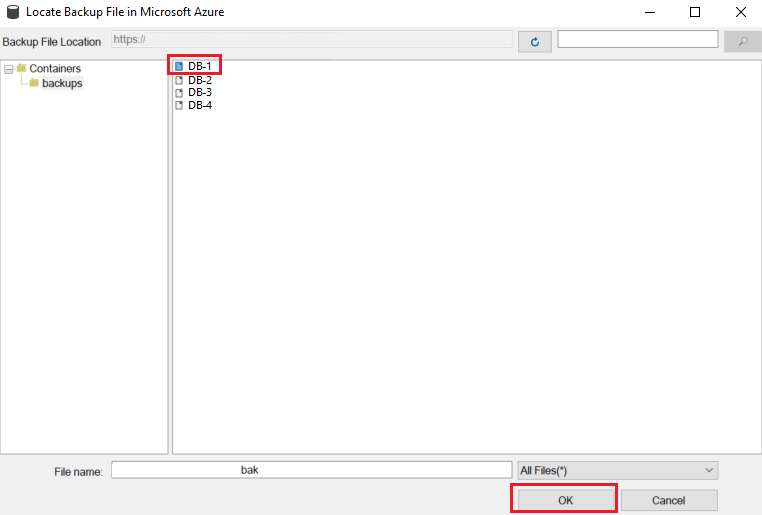 Locate Backup File in Microsoft Azure
Backup File Location https://
Containers
backups
DB-1
DB-2
DB-3
DB-4
File name: bak All Files(*)
OK Cancel